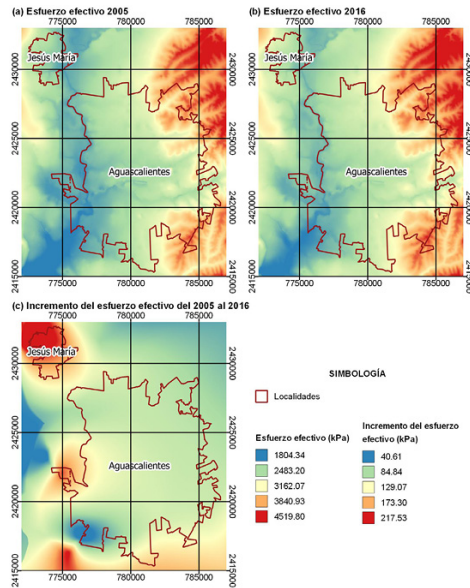 (a) Esfuerzo efectivo 2005
775000 780000 785000
2430000 2425000 2420000 2415000
Jesús María
Aguascalientes
2430000 2425000 2420000 2415000
775000 780000 785000
(b) Esfuerzo efectivo 2016
775000 780000 785000
Jesús María
Aguascalientes
2430000 2425000 2420000 2415000
775000 780000 785000
(c) Incremento del esfuerzo efectivo del 2005 al 2016
775000 780000 785000
2430000 2425000 2420000 2415000
Jesús María
Aguascalientes
775000 780000 785000
SIMBOLOGÍA
Localidades
Esfuerzo efectivo (kPa)
1804.34
2483.20
3162.07
3840.93
4519.80
Incremento del esfuerzo
efectivo (kPa)
40.61
84.84
129.07
173.30
217.53